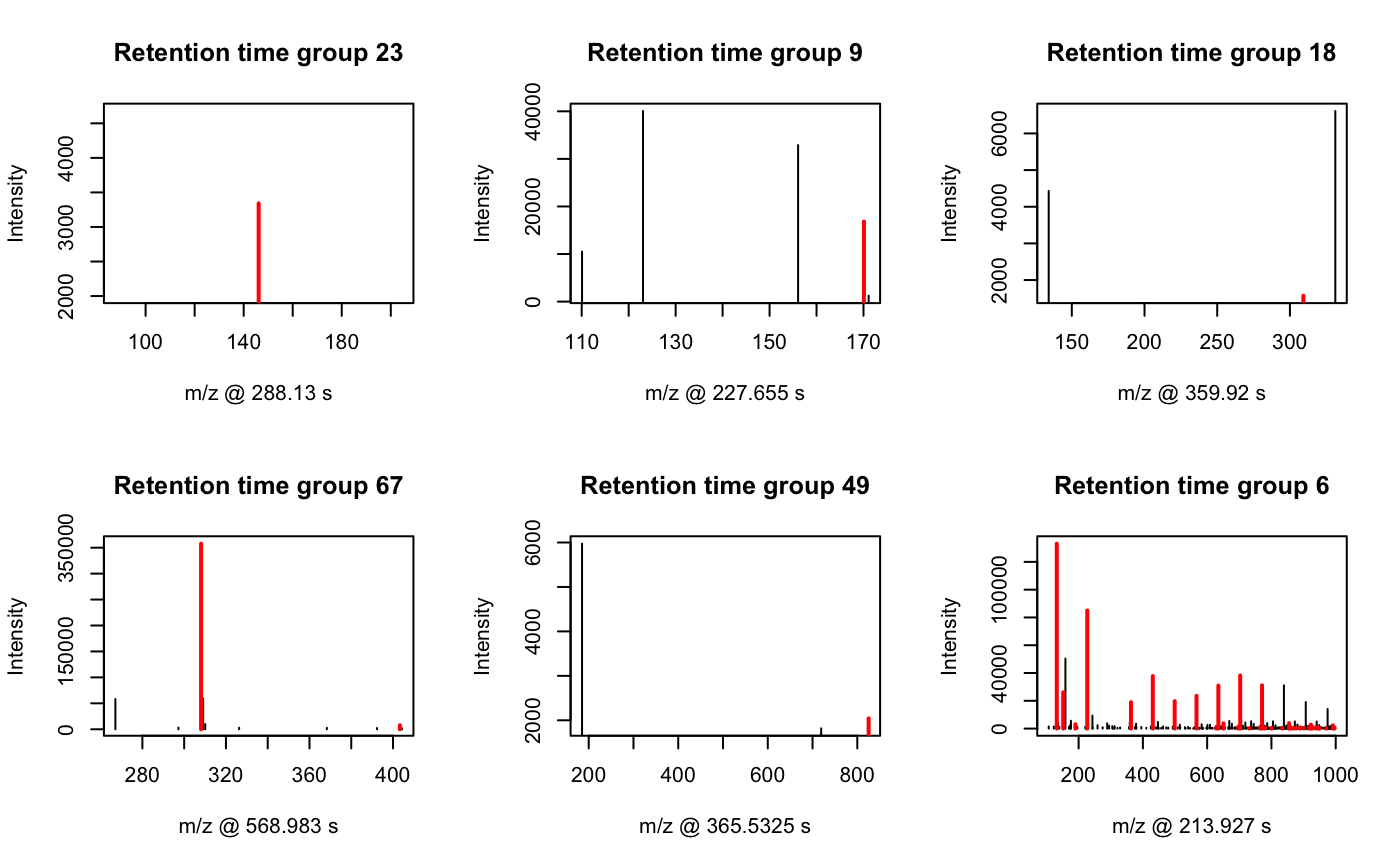 Retention time group 23
Intensity
2000 3000 4000
100 140 180
m/z @ 288.13 s
Retention time group 9
Intensity
0 20000 40000
110 130 150 170
m/z @ 227.655 s
Retention time group 18
Intensity
2000 4000 6000
150 200 250 300
m/z @ 359.92 s
Retention time group 67
Intensity
0 150000 350000
280 320 360 400
m/z @ 568.983 s
Retention time group 49
Intensity
2000 4000 6000
200 400 600 800
m/z @ 365.5325 s
Retention time group 6
Intensity
0 40000 100000
200 400 600 800 1000
m/z @ 213.927 s